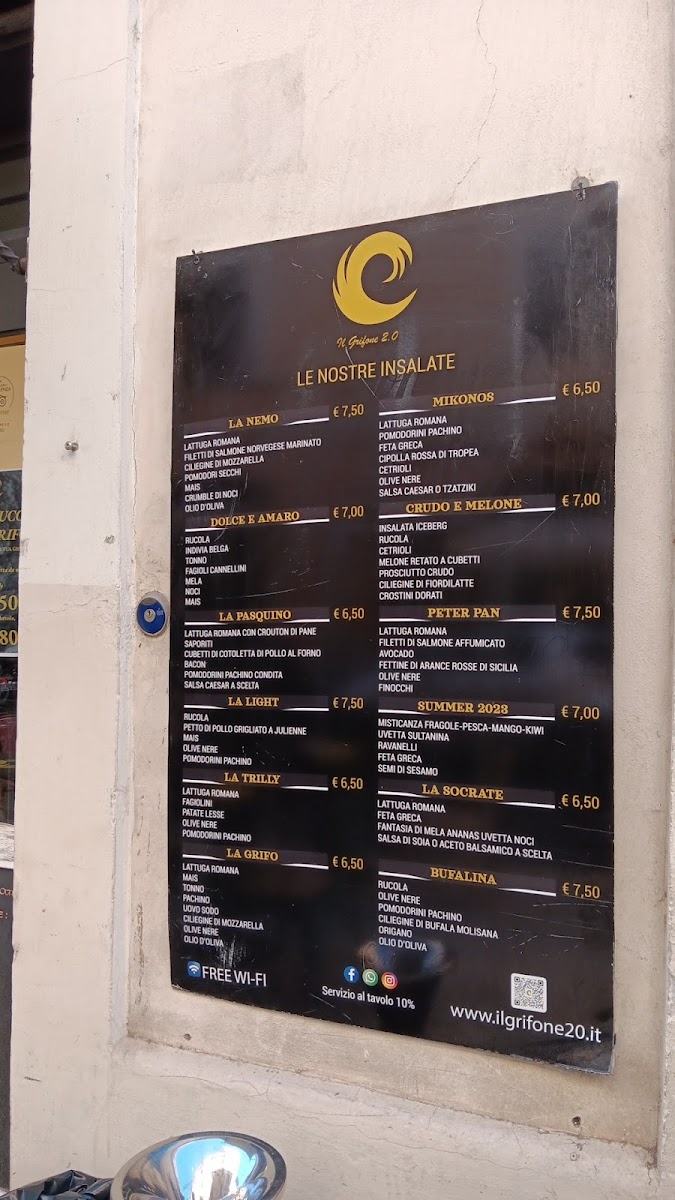 Il Grifone 2.0
LE NOSTRE INSALATE
LA NEMO € 7,50
LATTUGA ROMANA
FILETTI DI SALMONE NORVEGESE MARINATO
CILIEGINE DI MOZZARELLA
POMODORI SECCHI
MAIS
CRUMBLE DI NOCI
OLIO D'OLIVA
DOLCE E AMARO € 7,00
RUCOLA
INDIVIA BELGA
TONNO
FAGIOLI CANNELLINI
MELA
NOCI
MAIS
LA PASQUINO € 6,50
LATTUGA ROMANA CON CROUTON DI PANE
SAPORITI
CUBETTI DI COTOLETTA DI POLLO AL FORNO
BACON
POMODORINI PACHINO CONDITA
SALSA CAESAR A SCELTA
LA LIGHT € 7,50
RUCOLA
PETTO DI POLLO GRIGLIATO A JULIENNE
MAIS
OLIVE NERE
POMODORINI PACHINO
LA TRILLY € 6,50
LATTUGA ROMANA
FAGIOLINI
PATATE LESSE
OLIVE NERE
POMODORINI PACHINO
LA GRIFO € 6,50
LATTUGA ROMANA
MAIS
TONNO
PACHINO
UOVO SODO
CILIEGINE DI MOZZARELLA
OLIVE NERE
OLIO D'OLIVA
MIKONOS € 6,50
LATTUGA ROMANA
POMODORINI PACHINO
FETA GRECA
CIPOLLA ROSSA DI TROPEA
CETRIOLI
OLIVE NERE
SALSA CAESAR O TZATZIKI
CRUDO E MELONE € 7,00
INSALATA ICEBERG
RUCOLA
CETRIOLI
MELONE RETATO A CUBETTI
PROSCIUTTO CRUDO
CILIEGINE DI FIORDILATTE
CROSTINI DORATI
PETER PAN € 7,50
LATTUGA ROMANA
FILETTI DI SALMONE AFFUMICATO
AVOCADO
FETTINE DI ARANCE ROSSE DI SICILIA
OLIVE NERE
FINOCCHI
SUMMER 2023 € 7,00
MISTICANZA FRAGOLE-PESCA-MANGO-KIWI
UVETTA SULTANINA
RAVANELLI
FETA GRECA
SEMI DI SESAMO
LA SOCRATE € 6,50
LATTUGA ROMANA
FETA GRECA
FANTASIA DI MELA ANANAS UVETTA NOCI
SALSA DI SOIA O ACETO BALSAMICO A SCELTA
BUFALINA € 7,50
RUCOLA
OLIVE NERE
POMODORINI PACHINO
CILIEGINE DI BUFALA MOLISANA
ORIGANO
OLIO D'OLIVA
FREE WI-FI
Servizio al tavolo 10%
www.ilgrifone20.it
50
80